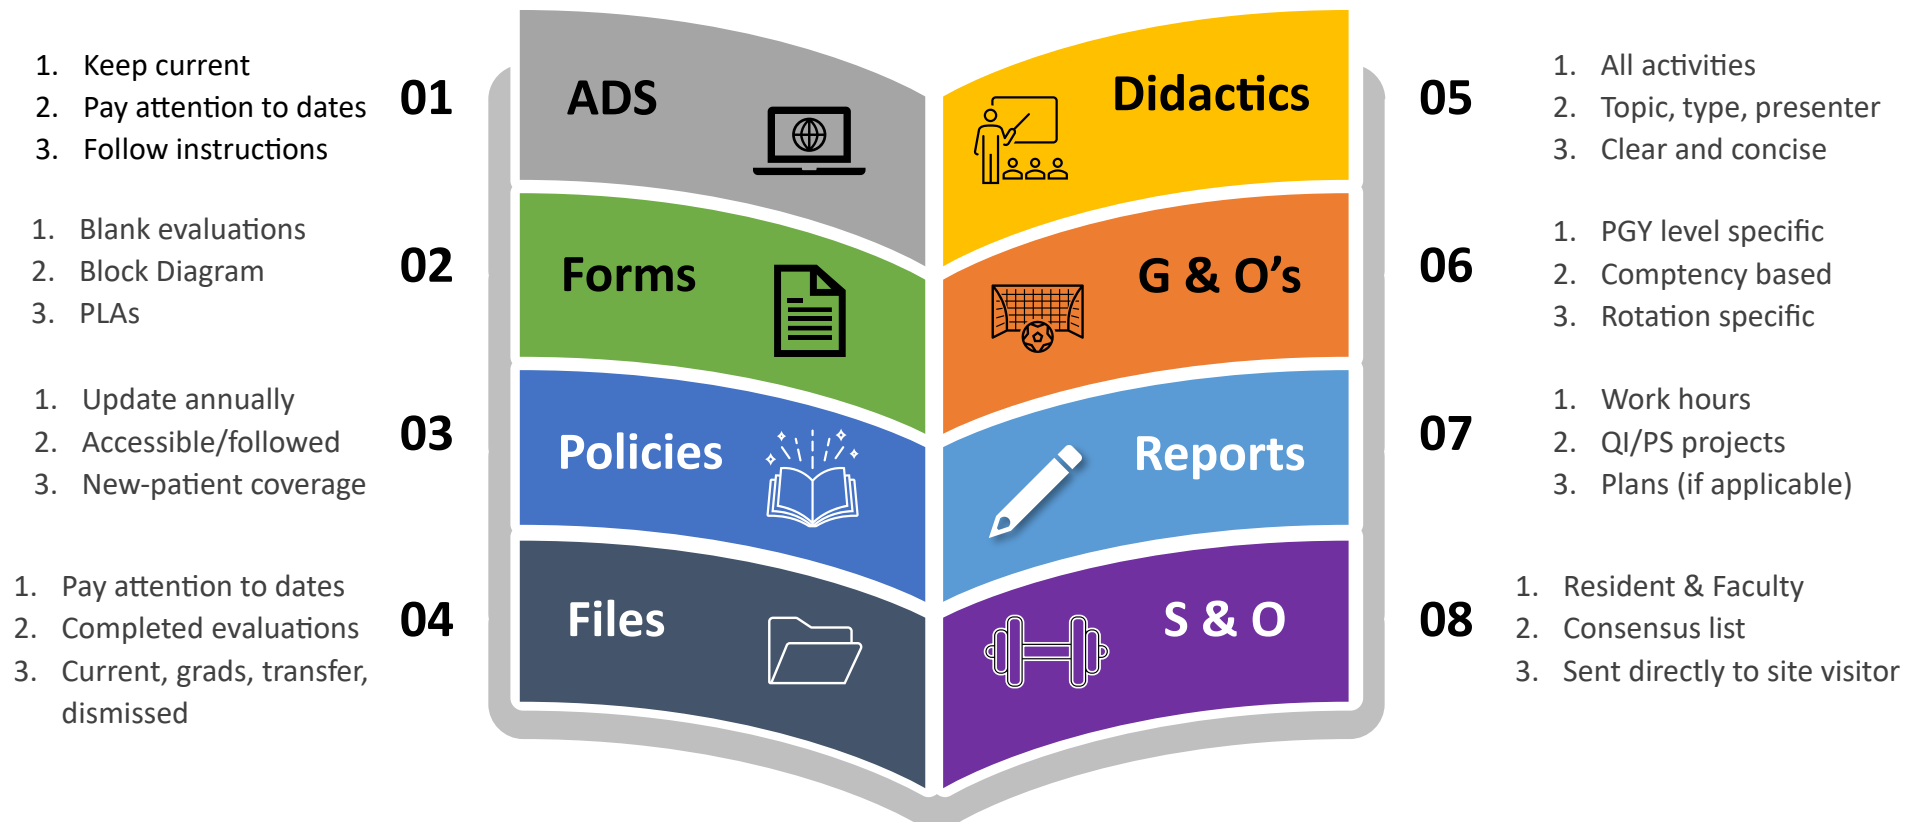 1. Keep current
2. Pay attention to dates
3. Follow instructions
01
ADS
1. Blank evaluations
2. Block Diagram
3. PLAs
02
Forms
1. Update annually
2. Accessible/followed
3. New-patient coverage
03
Policies
1. Pay attention to dates
2. Completed evaluations
3. Current, grads, transfer,
dismissed
04
Files
Didactics
05
1. All activities
2. Topic, type, presenter
3. Clear and concise
G & O’s
06
1. PGY level specific
2. Comptency based
3. Rotation specific
Reports
07
1. Work hours
2. QI/PS projects
3. Plans (if applicable)
S & O
08
1. Resident & Faculty
2. Consensus list
3. Sent directly to site visitor